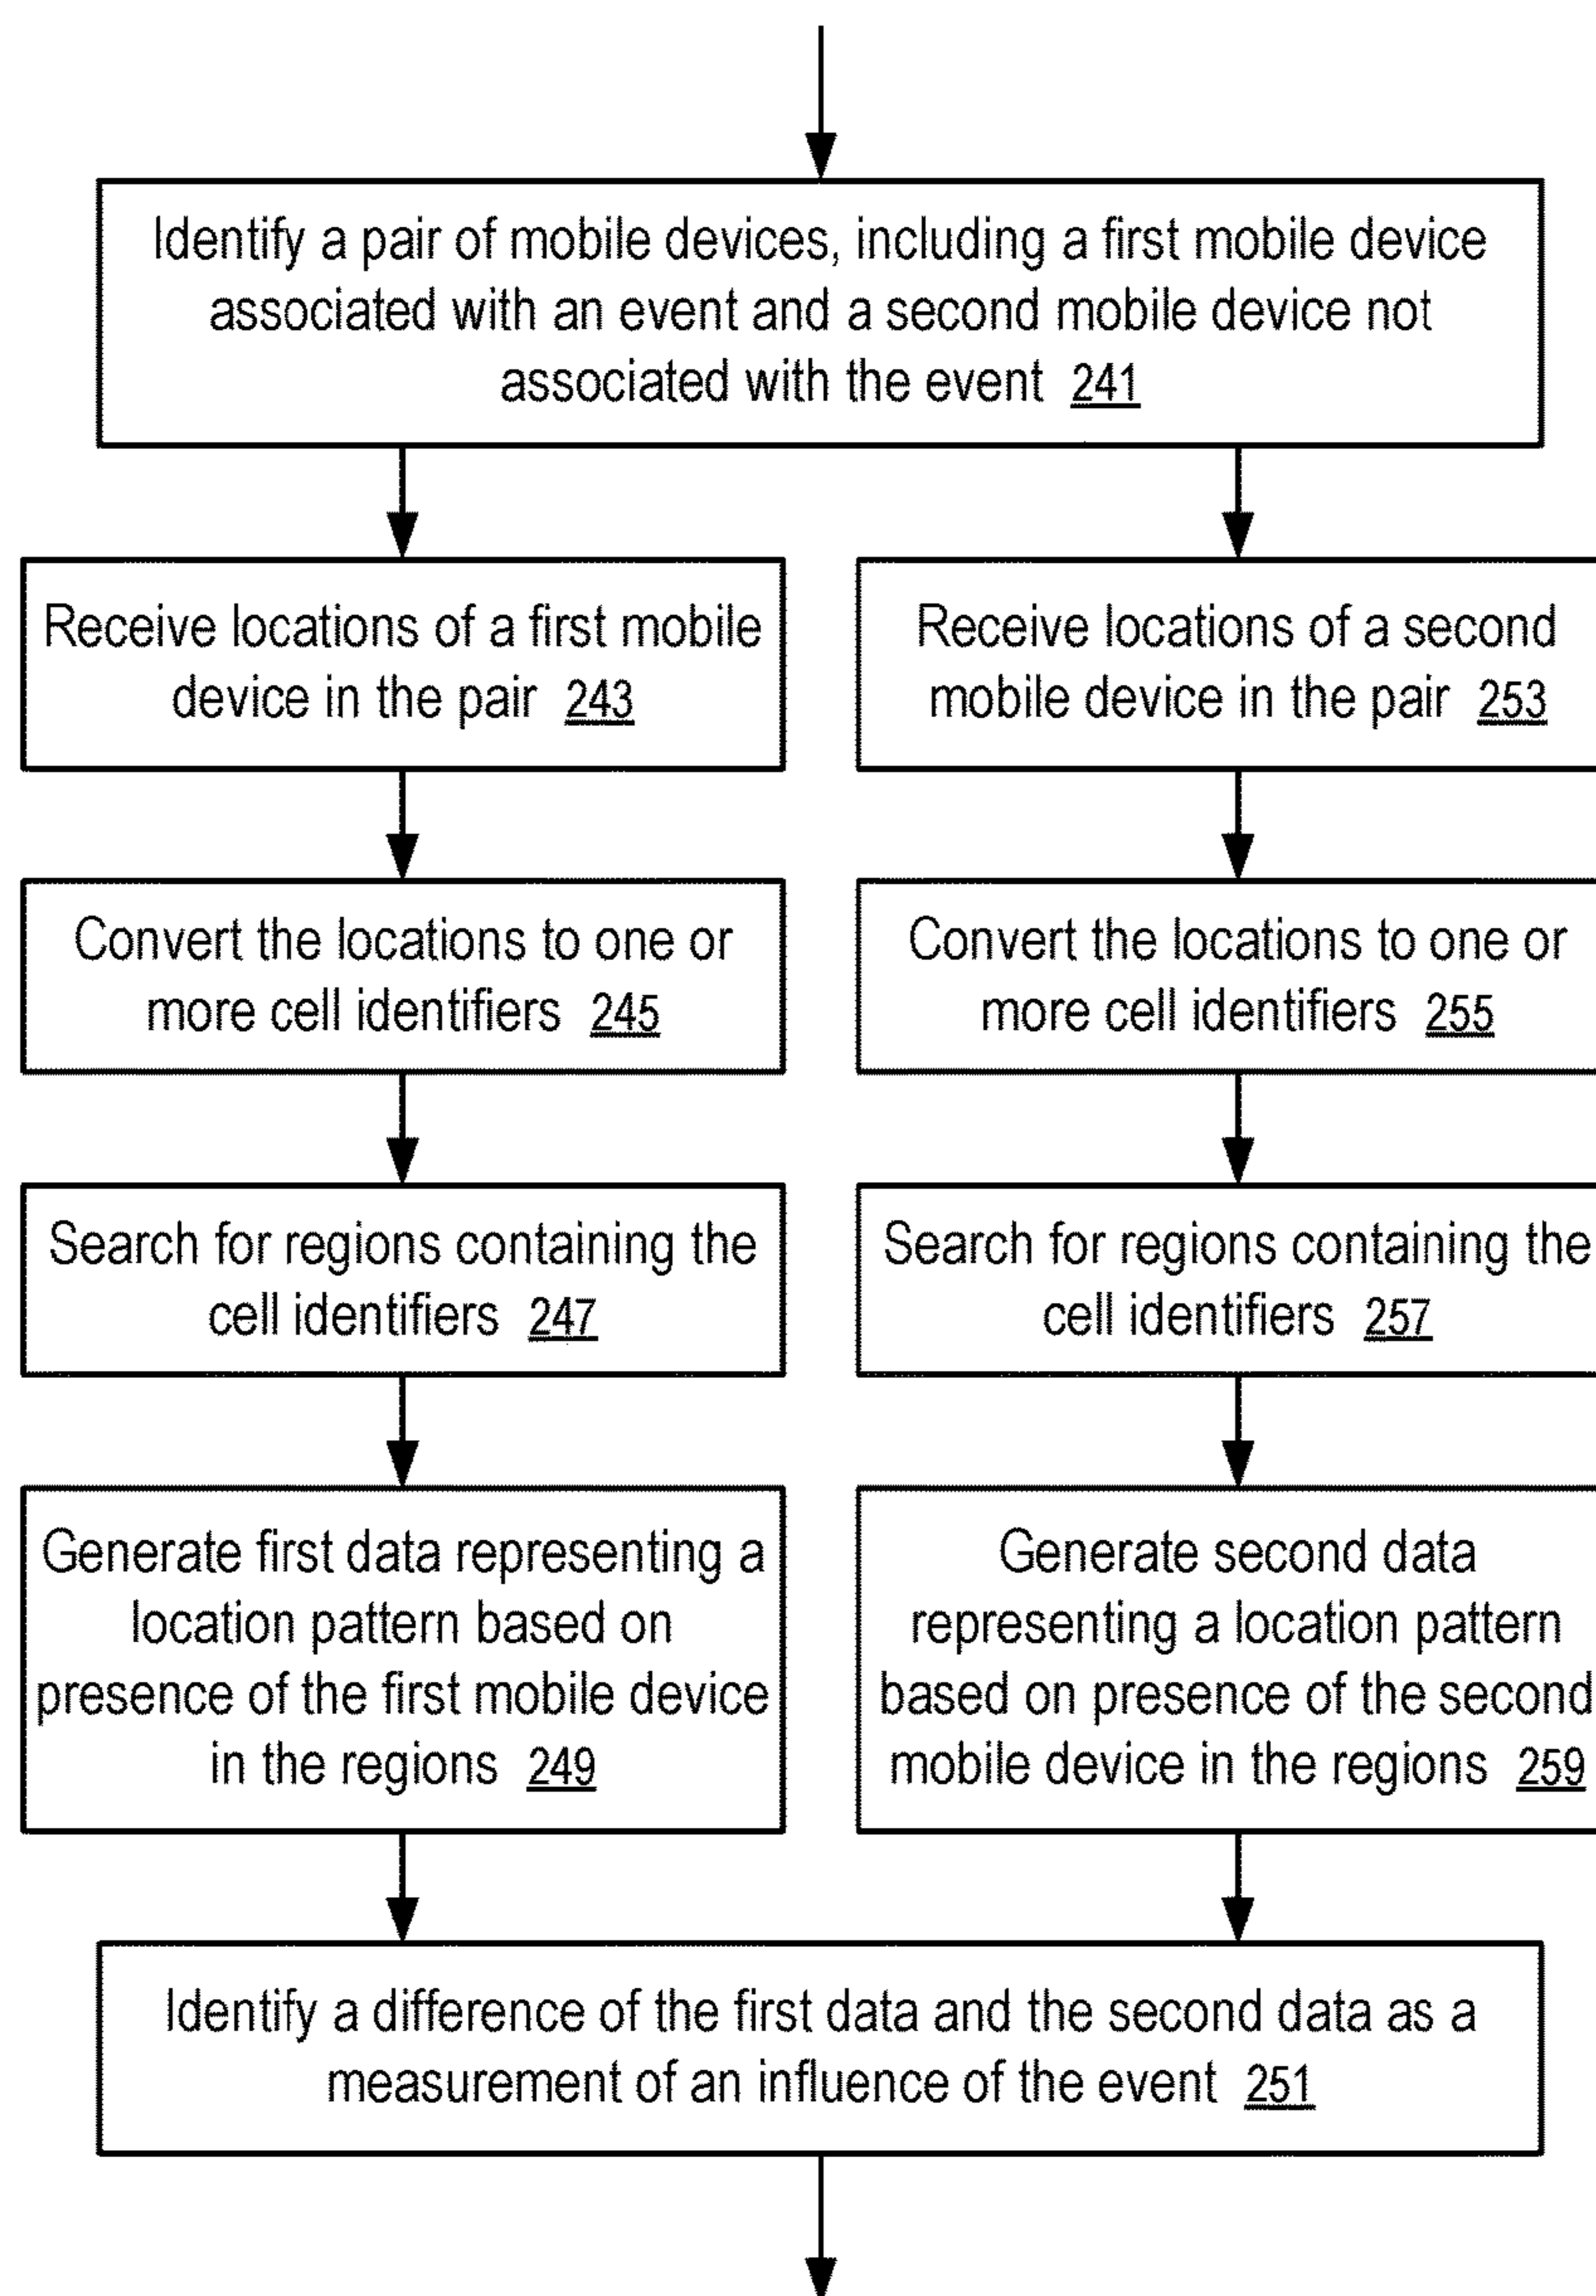 Identify a pair of mobile devices, including a first mobile device
associated with an event and a second mobile device not
associated with the event 241
Receive locations of a first mobile
device in the pair 243
Convert the locations to one or
more cell identifiers 245
Search for regions containing the
cell identifiers 247
Generate first data representing a
location pattern based on
presence of the first mobile device
in the regions 249
Receive locations of a second
mobile device in the pair 253
Convert the locations to one or
more cell identifiers 255
Search for regions containing the
cell identifiers 257
Generate second data
representing a location pattern
based on presence of the second
mobile device in the regions 259
Identify a difference of the first data and the second data as a
measurement of an influence of the event 251